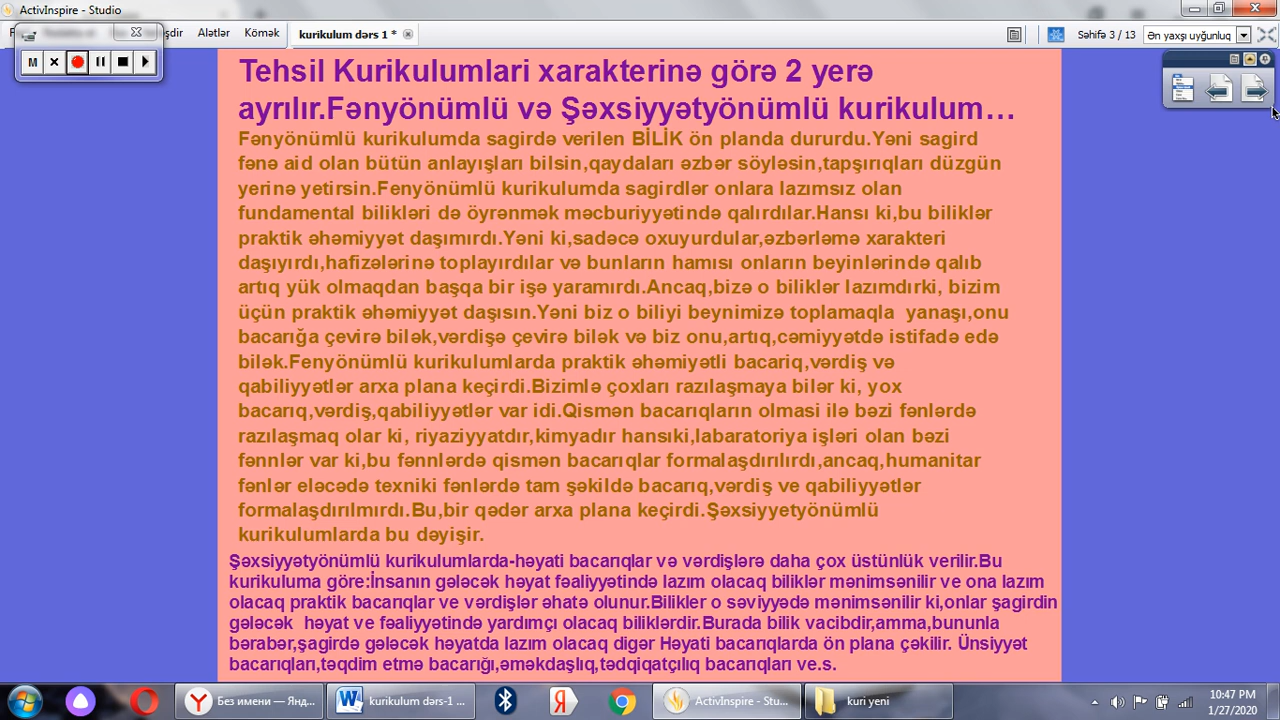 ActivInspire - Studio
Alətlər Kömək
kurikulum dərs 1 *
Səhifə 3 / 13
Ən yaxşı uyğunluq
M
Tehsil Kurikulumlari xarakterinə görə 2 yerə
ayrılır.Fənyönümlü və Şəxsiyyətyönümlü kurikulum...
Fənyönümlü kurikulumda sagirdə verilen BİLİK ön planda dururdu.Yəni sagird
fənə aid olan bütün anlayışları bilsin,qaydaları əzbər söyləsin,tapşırıqları düzgün
yerinə yetirsin.Fenyönümlü kurikulumda sagirdlər onlara lazımsız olan
fundamental bilikləri də öyrənmək məcburiyyətində qalırdılar.Hansı ki,bu biliklər
praktik əhəmiyyət daşımırdı.Yəni ki,sadəcə oxuyurdular,əzbərləmə xarakteri
daşıyırdı,hafizələrinə toplayırdılar və bunların hamısı onların beyinlərində qalıb
artıq yük olmaqdan başqa bir işə yaramırdı.Ancaq,bizə o biliklər lazımdırki, bizim
üçün praktik əhəmiyyət daşısın.Yəni biz o biliyi beynimizə toplamaqla yanaşı,onu
bacarığa çevirə bilək,vərdişə çevirə bilək və biz onu,artıq,cəmiyyətdə istifadə edə
bilək.Fenyönümlü kurikulumlarda praktik əhəmiyətli bacariq,vərdiş və
qabiliyyətlər arxa plana keçirdi.Bizimlə çoxları razılaşmaya bilər ki, yox
bacarıq,vərdiş,qabiliyyətlər var idi.Qismən bacarıqların olmasi ilə bəzi fənlərdə
razılaşmaq olar ki, riyaziyyatdır,kimyadır hansıki,labaratoriya işləri olan bəzi
fənnlər var ki,bu fənnlərdə qismən bacarıqlar formalaşdırılırdı,ancaq,humanitar
fənlər eləcədə texniki fənlərdə tam şəkildə bacarıq,vərdiş ve qabiliyyətlər
formalaşdırılmırdı.Bu,bir qədər arxa plana keçirdi.Şəxsiyyetyönümlü
kurikulumlarda bu dəyişir.
Şəxsiyyətyönümlü kurikulumlarda-həyati bacarıqlar və vərdişlərə daha çox üstünlük verilir.Bu
kurikuluma görə:İnsanın gələcək həyat fəaliyyətində lazım olacaq biliklər mənimsənilir ve ona lazım
olacaq praktik bacarıqlar ve vərdişlər əhatə olunur.Bilikler o səviyyədə mənimsənilir ki,onlar şagirdin
gələcək həyat ve fəaliyyətində yardımçı olacaq biliklərdir.Burada bilik vacibdir,amma,bununla
bərabər,şagirdə gələcək həyatda lazım olacaq digər Həyati bacarıqlarda ön plana çəkilir. Ünsiyyət
bacarıqları,təqdim etmə bacarığı,əməkdaşlıq,tədqiqatçılıq bacarıqları ve.s.
Без имени — Янд...
kurikulum dərs-1 ...
ActivInspire - Stu...
kuri yeni
10:47 PM
1/27/2020